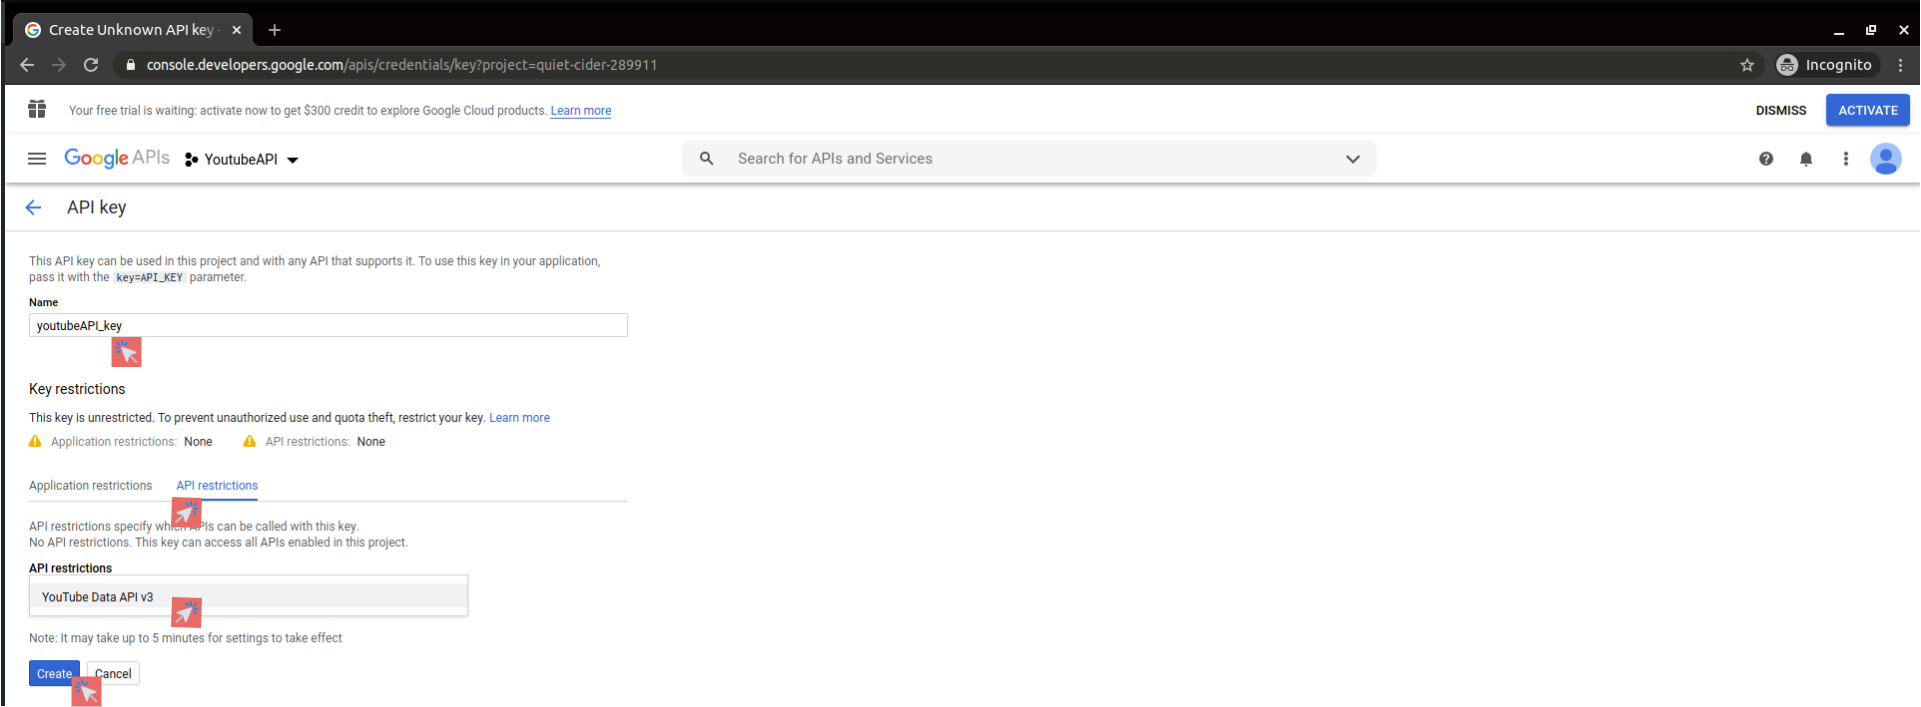 Create Unknown API key
console.developers.google.com/apis/credentials/key?project=quiet-cider-289911
Incognito
Your free trial is waiting: activate now to get $300 credit to explore Google Cloud products. Learn more
DISMISS
ACTIVATE
Google APIs
YoutubeAPI
Search for APIs and Services
API key
This API key can be used in this project and with any API that supports it. To use this key in your application,
pass it with the key=API_KEY parameter.
Name
youtubeAPI_key
Key restrictions
This key is unrestricted. To prevent unauthorized use and quota theft, restrict your key. Learn more
Application restrictions: None
API restrictions: None
Application restrictions
API restrictions
API restrictions specify which APIs can be called with this key.
No API restrictions. This key can access all APIs enabled in this project.
API restrictions
YouTube Data API v3
Note: It may take up to 5 minutes for settings to take effect
Create
Cancel